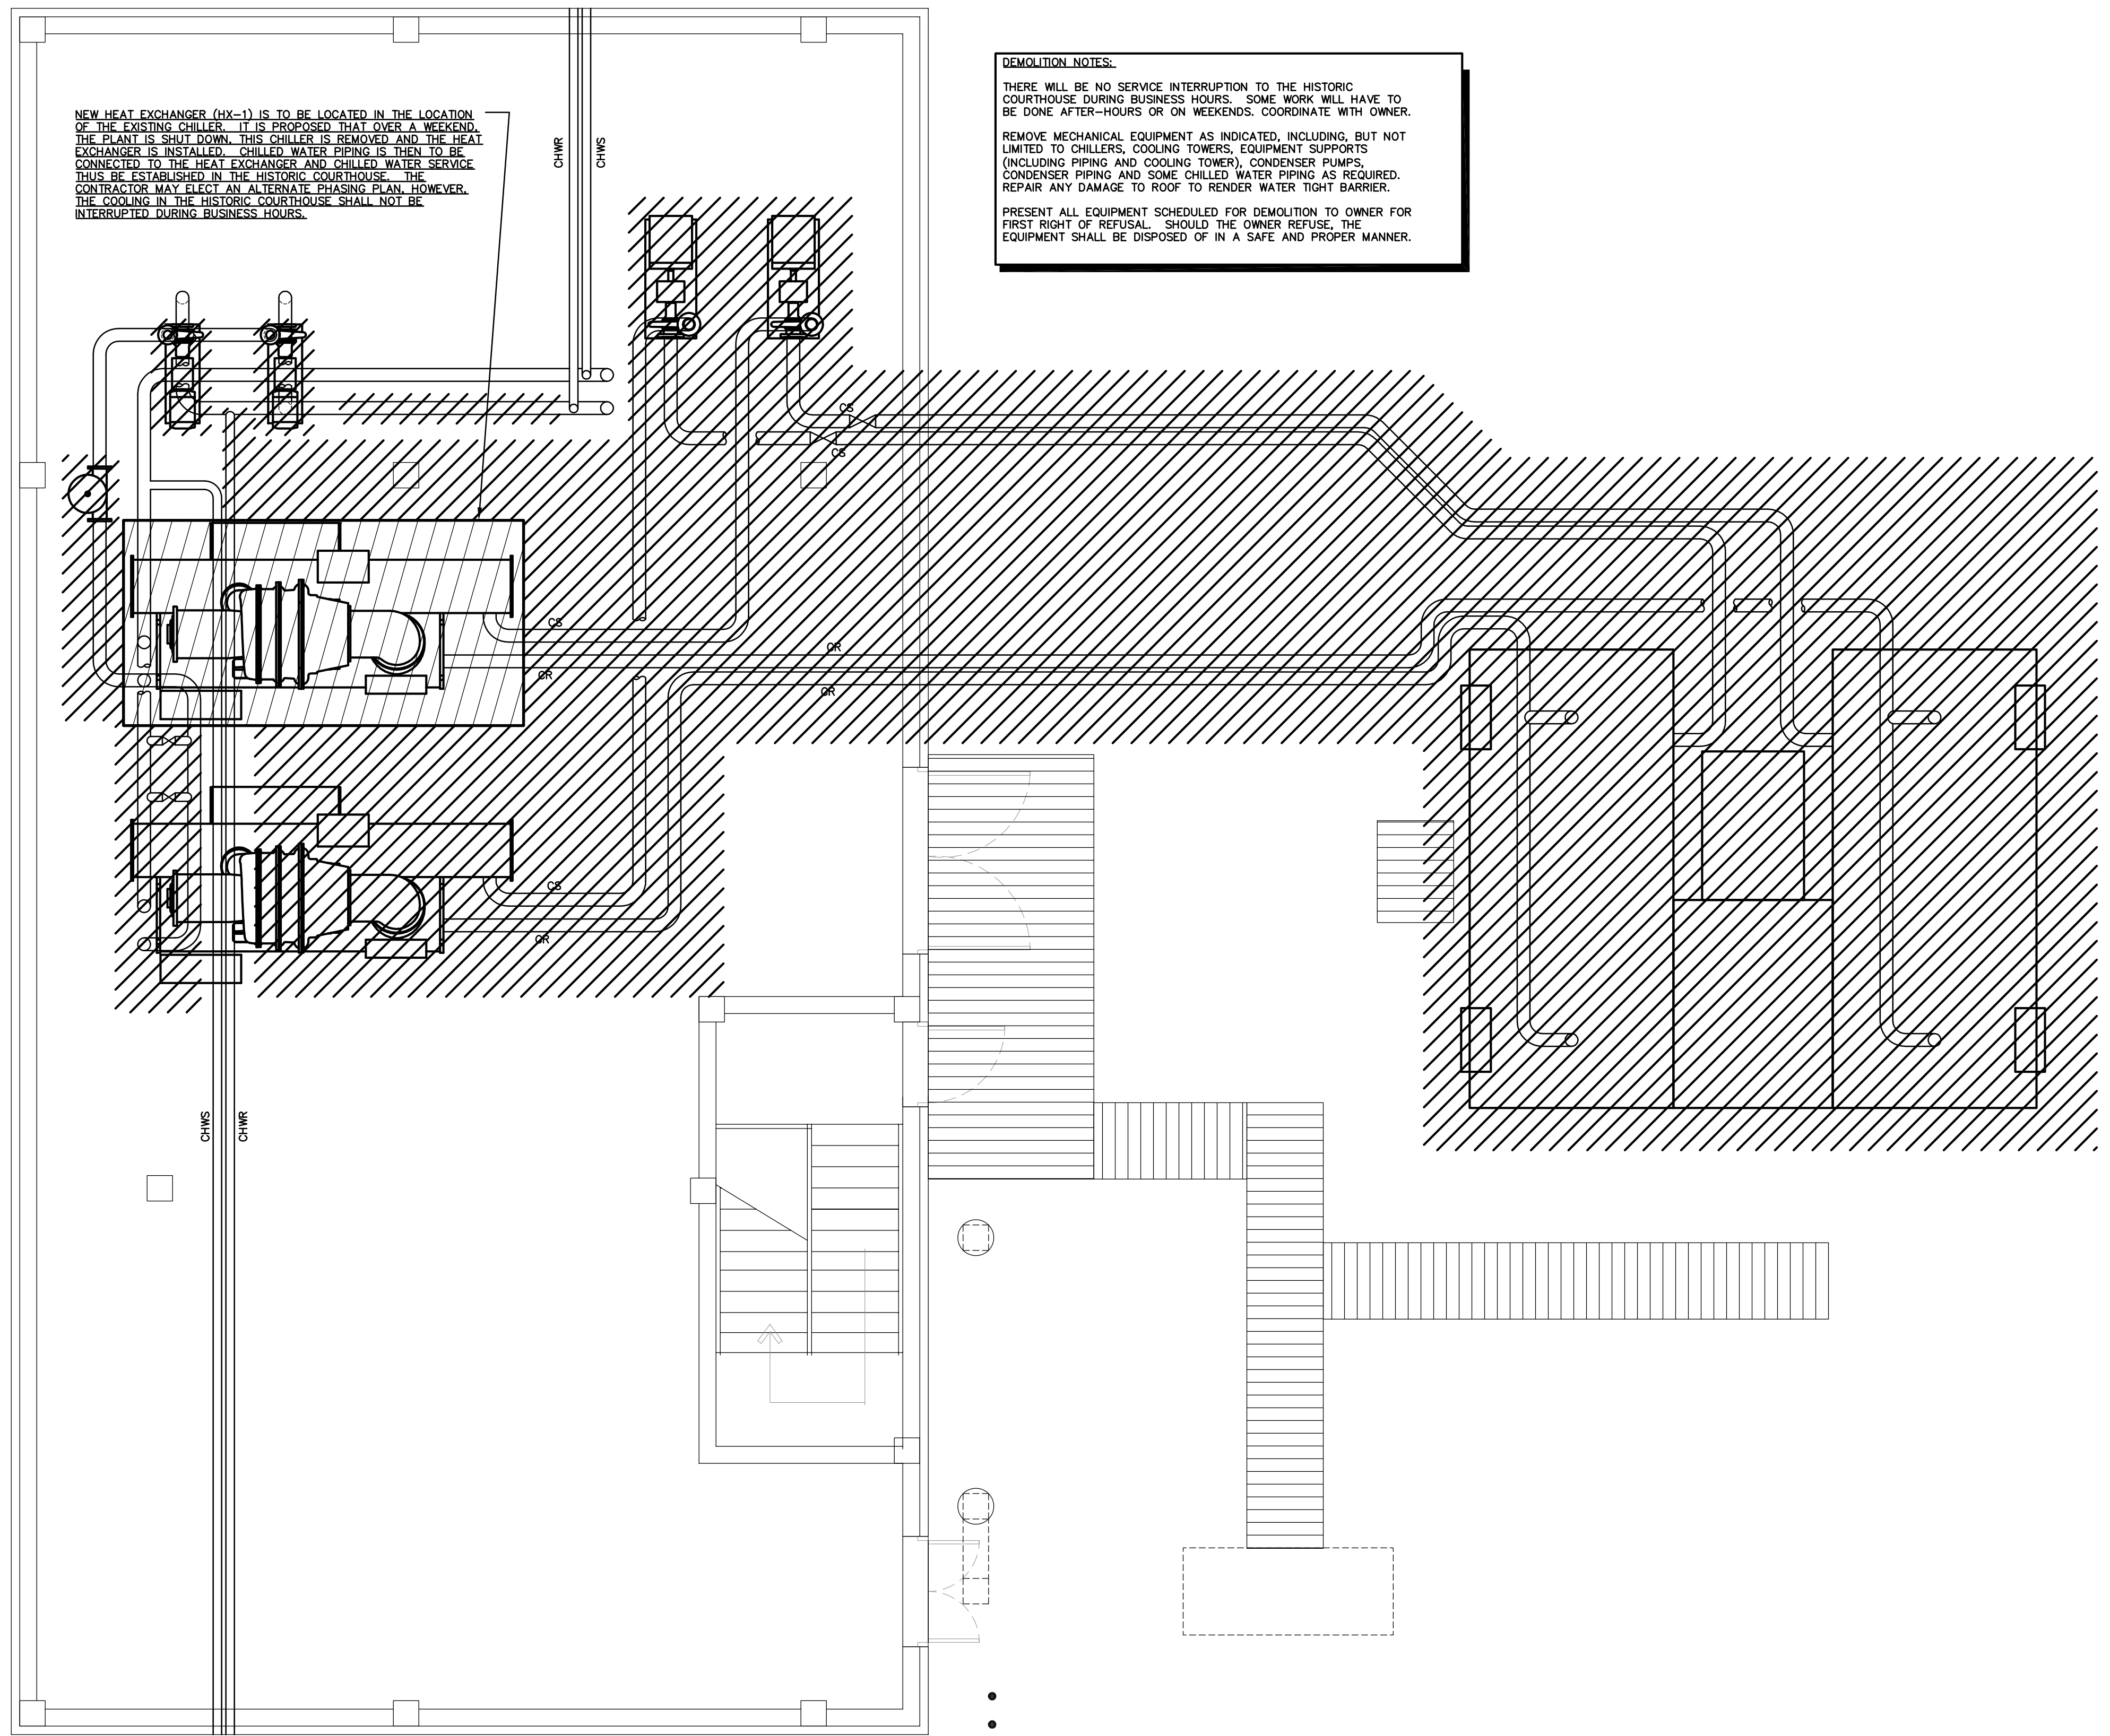 NEW HEAT EXCHANGER (HX-1) IS TO BE LOCATED IN THE LOCATION
OF THE EXISTING CHILLER. IT IS PROPOSED THAT OVER A WEEKEND,
THE PLANT IS SHUT DOWN, THIS CHILLER IS REMOVED AND THE HEAT
EXCHANGER IS INSTALLED. CHILLED WATER PIPING IS THEN TO BE
CONNECTED TO THE HEAT EXCHANGER AND CHILLED WATER SERVICE
THUS BE ESTABLISHED IN THE HISTORIC COURTHOUSE. THE
CONTRACTOR MAY ELECT AN ALTERNATE PHASING PLAN, HOWEVER,
THE COOLING IN THE HISTORIC COURTHOUSE SHALL NOT BE
INTERRUPTED DURING BUSINESS HOURS.
CHWR
CHWS
DEMOLITION NOTES:
THERE WILL BE NO SERVICE INTERRUPTION TO THE HISTORIC
COURTHOUSE DURING BUSINESS HOURS. SOME WORK WILL HAVE TO
BE DONE AFTER-HOURS OR ON WEEKENDS. COORDINATE WITH OWNER.
REMOVE MECHANICAL EQUIPMENT AS INDICATED, INCLUDING, BUT NOT
LIMITED TO CHILLERS, COOLING TOWERS, EQUIPMENT SUPPORTS
(INCLUDING PIPING AND COOLING TOWER), CONDENSER PUMPS,
CONDENSER PIPING AND SOME CHILLED WATER PIPING AS REQUIRED.
REPAIR ANY DAMAGE TO ROOF TO RENDER WATER TIGHT BARRIER.
PRESENT ALL EQUIPMENT SCHEDULED FOR DEMOLITION TO OWNER FOR
FIRST RIGHT OF REFUSAL. SHOULD THE OWNER REFUSE, THE
EQUIPMENT SHALL BE DISPOSED OF IN A SAFE AND PROPER MANNER.
CS
CS
CS
CR
CR
CR
CS
CR
CHWS
CHWR